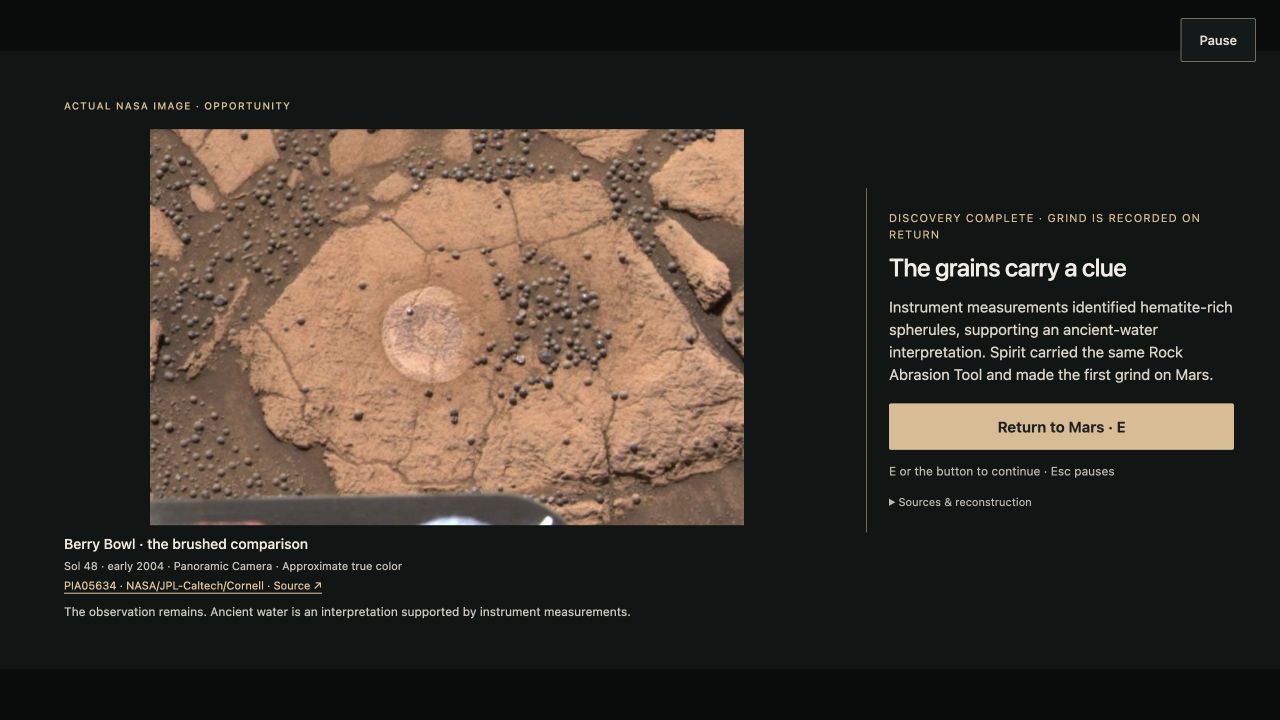 Pause
ACTUAL NASA IMAGE · OPPORTUNITY
DISCOVERY COMPLETE · GRIND IS RECORDED ON
RETURN
The grains carry a clue
Instrument measurements identified hematite-rich
spherules, supporting an ancient-water
interpretation. Spirit carried the same Rock
Abrasion Tool and made the first grind on Mars.
Return to Mars · E
E or the button to continue · Esc pauses
Sources & reconstruction
Berry Bowl · the brushed comparison
Sol 48 · early 2004 · Panoramic Camera · Approximate true color
PIA05634 · NASA/JPL-Caltech/Cornell · Source ↗
The observation remains. Ancient water is an interpretation supported by instrument measurements.